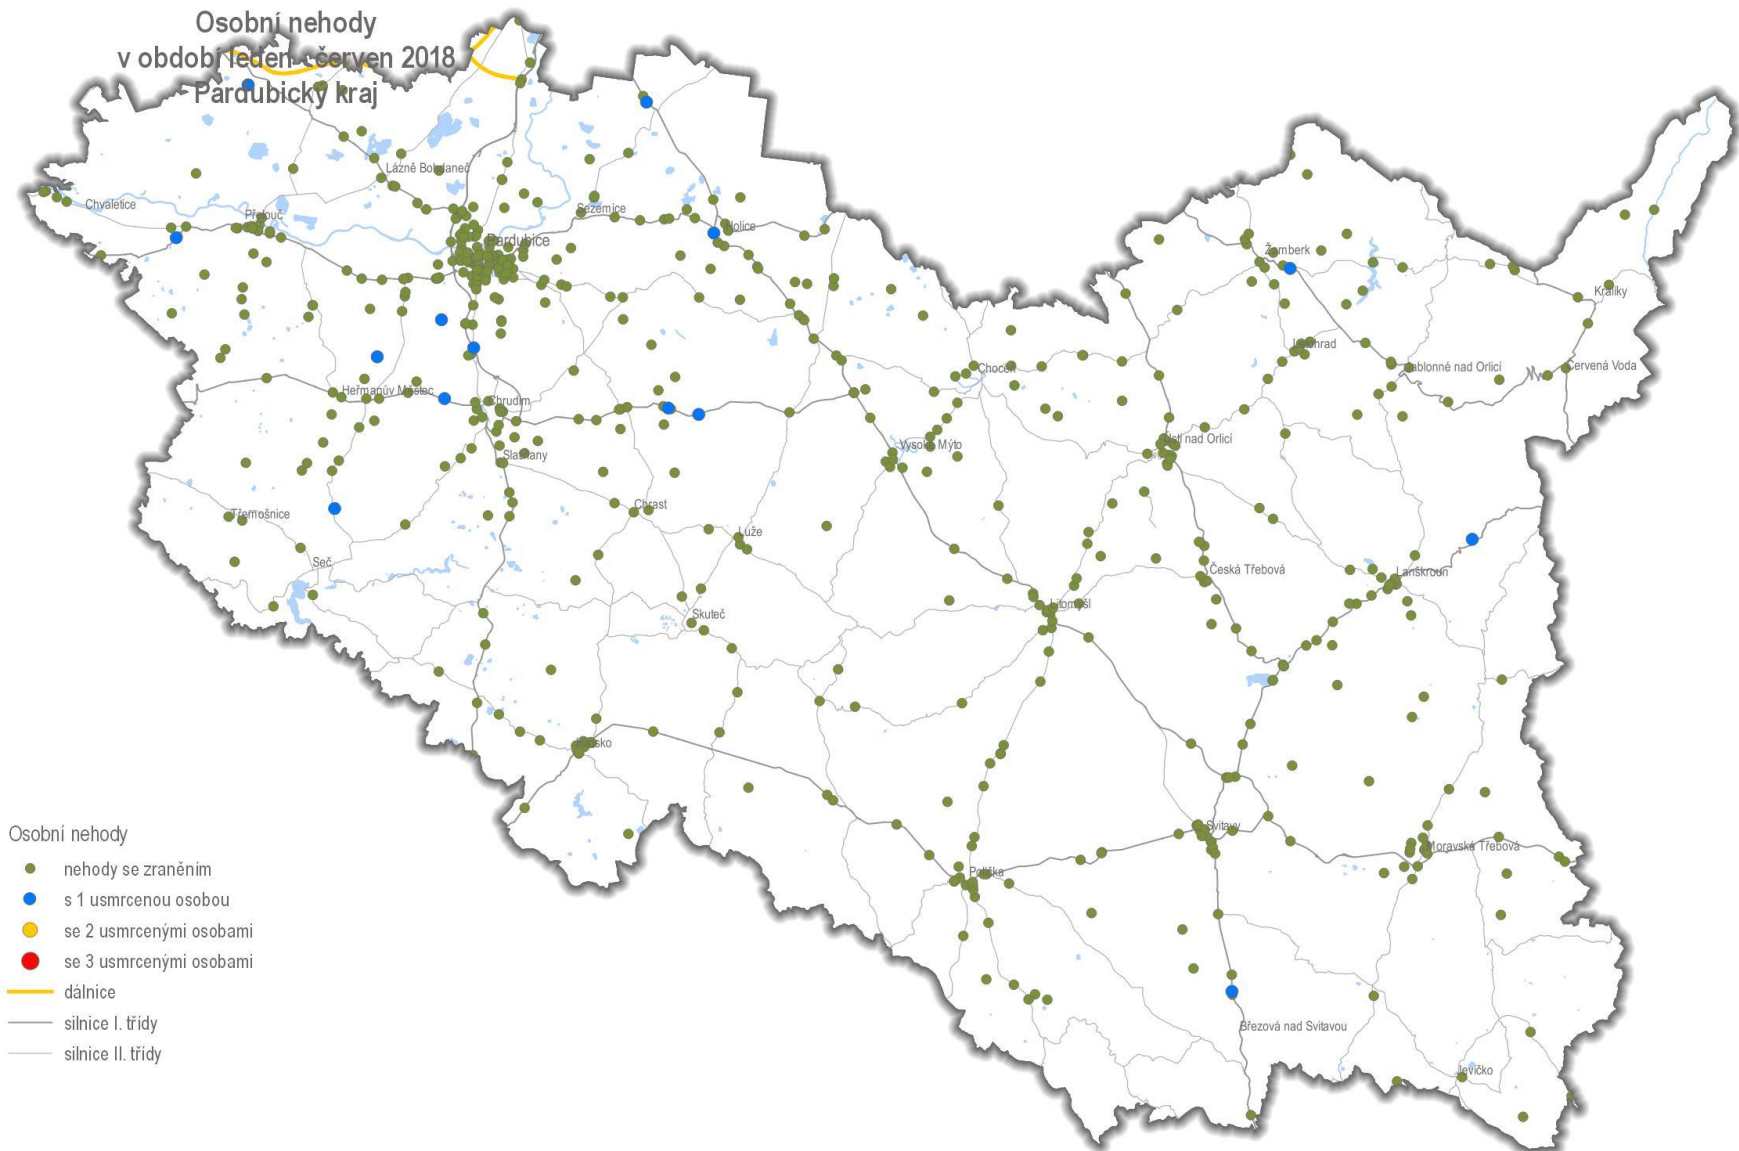 Osobní nehody
v období leden - červen 2018
Pardubický kraj
Lázně Bohdaneč
Chvaletice
Přelouč
Sezemice
Holice
Pardubice
Žamberk
Králíky
Letohrad
Choceň
Jablonné nad Orlicí
Červená Voda
Heřmanův Městec
Chrudim
Ústí nad Orlicí
Vysoké Mýto
Slatiňany
Chrast
Třemošnice
Luže
Seč
Česká Třebová
Lanškroun
Litomyšl
Skuteč
Hlinsko
Svitavy
Moravská Třebová
Polička
Březová nad Svitavou
Jevíčko
Osobní nehody
nehody se zraněním
s 1 usmrcenou osobou
se 2 usmrcenými osobami
se 3 usmrcenými osobami
dálnice
silnice I. třídy
silnice II. třídy